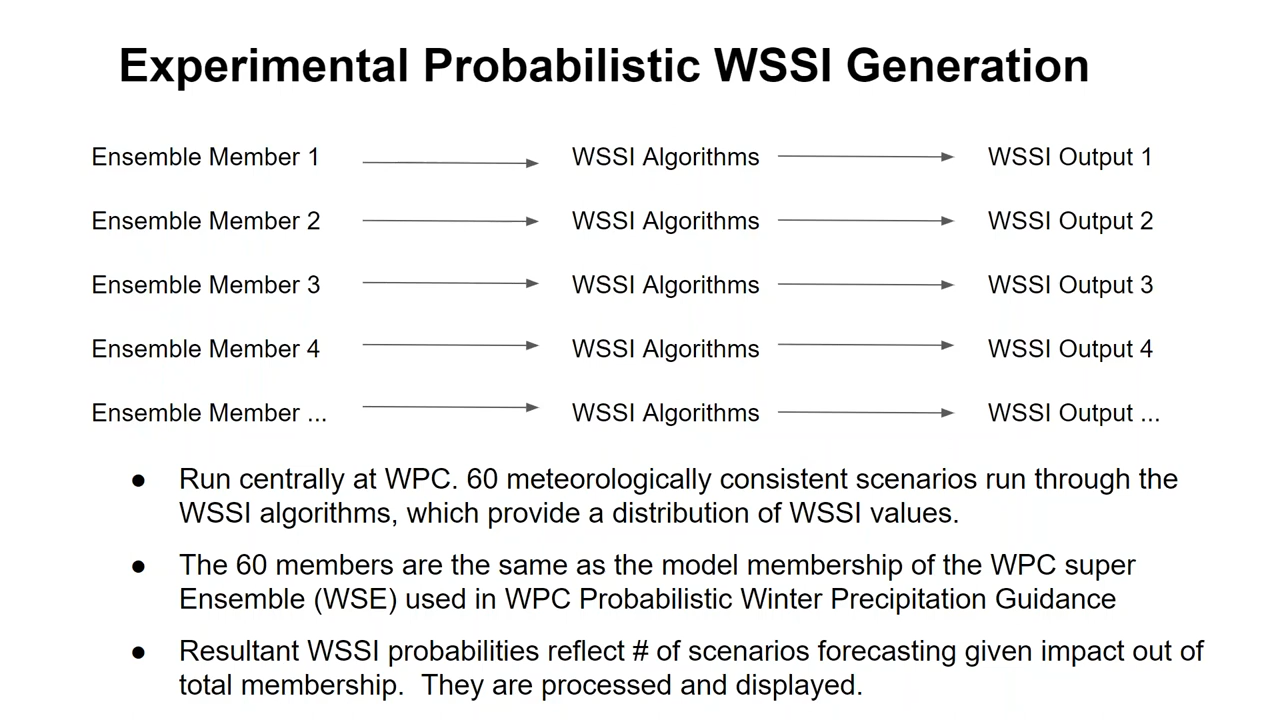 Experimental Probabilistic WSSI Generation
Ensemble Member 1 WSSI Algorithms WSSI Output 1
Ensemble Member 2 WSSI Algorithms WSSI Output 2
Ensemble Member 3 WSSI Algorithms WSSI Output 3
Ensemble Member 4 WSSI Algorithms WSSI Output 4
Ensemble Member ... WSSI Algorithms WSSI Output ...
● Run centrally at WPC. 60 meteorologically consistent scenarios run through the
WSSI algorithms, which provide a distribution of WSSI values.
● The 60 members are the same as the model membership of the WPC super
Ensemble (WSE) used in WPC Probabilistic Winter Precipitation Guidance
● Resultant WSSI probabilities reflect # of scenarios forecasting given impact out of
total membership.  They are processed and displayed.